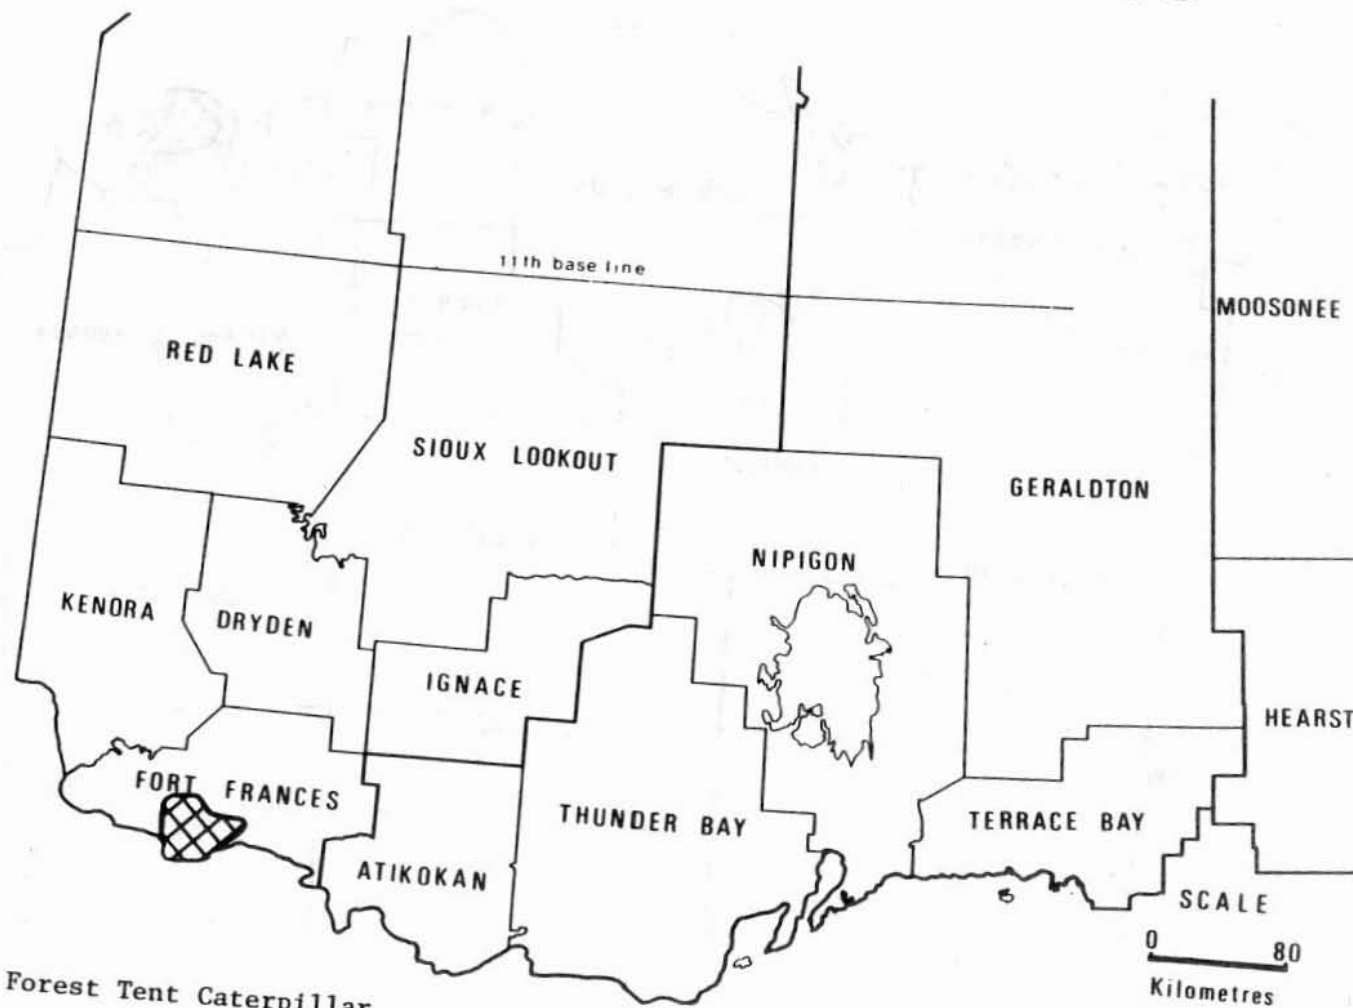 11th base line
MOOSONEE
RED LAKE
SIOUX LOOKOUT
GERALDTON
NIPIGON
KENORA
DRYDEN
IGNACE
HEARST
FORT FRANCES
THUNDER BAY
TERRACE BAY
ATIKOKAN
SCALE
0 80
Kilometres
Forest Tent Caterpillar